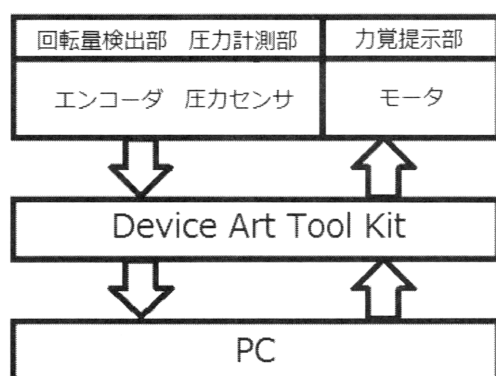 回転量検出部 圧力計測部 力覚提示部
エンコーダ 圧力センサ モータ
Device Art Tool Kit
PC